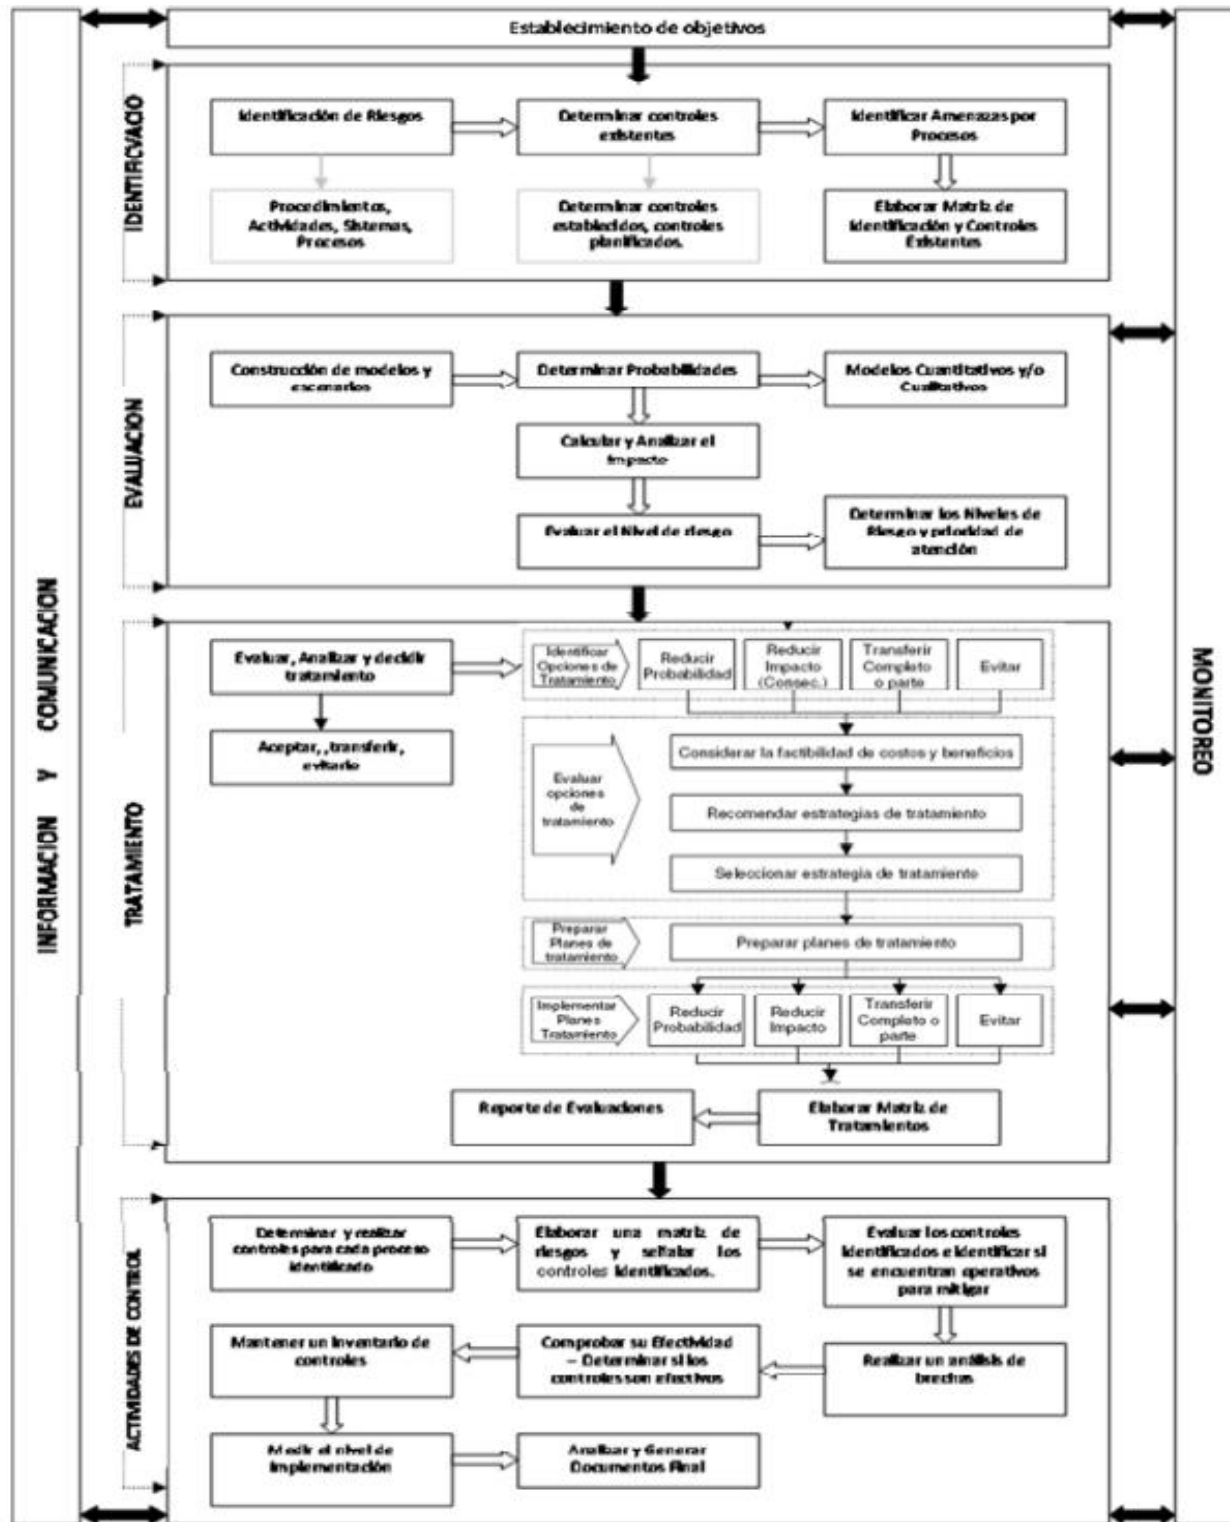 Establecimiento de objetivos
IDENTIFICVACIO
Identificación de Riesgos
Determinar controles
existentes
Identificar Amenazas por
Procesos
Procedimientos,
Actividades, Sistemas,
Procesos
Determinar controles
establecidos, controles
planificados.
Elaborar Matriz de
Identificación y Controles
Existentes
EVALUACION
Construcción de modelos y
escenarios
Determinar Probabilidades
Modelos Cuantitativos y/o
Cualitativos
Calcular y Analizar el
Impacto
Evaluar el Nivel de riesgo
Determinar los Niveles de
Riesgo y prioridad de
atención
INFORMACION Y COMUNICACION
MONITOREO
TRATAMIENTO
Evaluar, Analizar y decidir
tratamiento
Aceptar, ,transferir,
evitarlo
Identificar
Opciones de
Tratamiento
Reducir
Probabilidad
Reducir
Impacto
(Consec.)
Transferir
Completo
o parte
Evitar
Evaluar
opciones
de
tratamiento
Considerar la factibilidad de costos y beneficios
Recomendar estrategias de tratamiento
Seleccionar estrategia de tratamiento
Preparar
Planes de
tratamiento
Preparar planes de tratamiento
Implementar
Planes
Tratamiento
Reducir
Probabilidad
Reducir
Impacto
Transferir
Completo o
parte
Evitar
Reporte de Evaluaciones
Elaborar Matriz de
Tratamientos
ACTIVIDADES DE CONTROL
Determinar y realizar
controles para cada proceso
identificado
Elaborar una matriz de
riesgos y señalar los
controles identificados.
Evaluar los controles
identificados e identificar si
se encuentran operativos
para mitigar
Mantener un inventario de
controles
Comprobar su Efectividad
– Determinar si los
controles son efectivos
Realizar un análisis de
brechas
Medir el nivel de
implementación
Analizar y Generar
Documentos Final